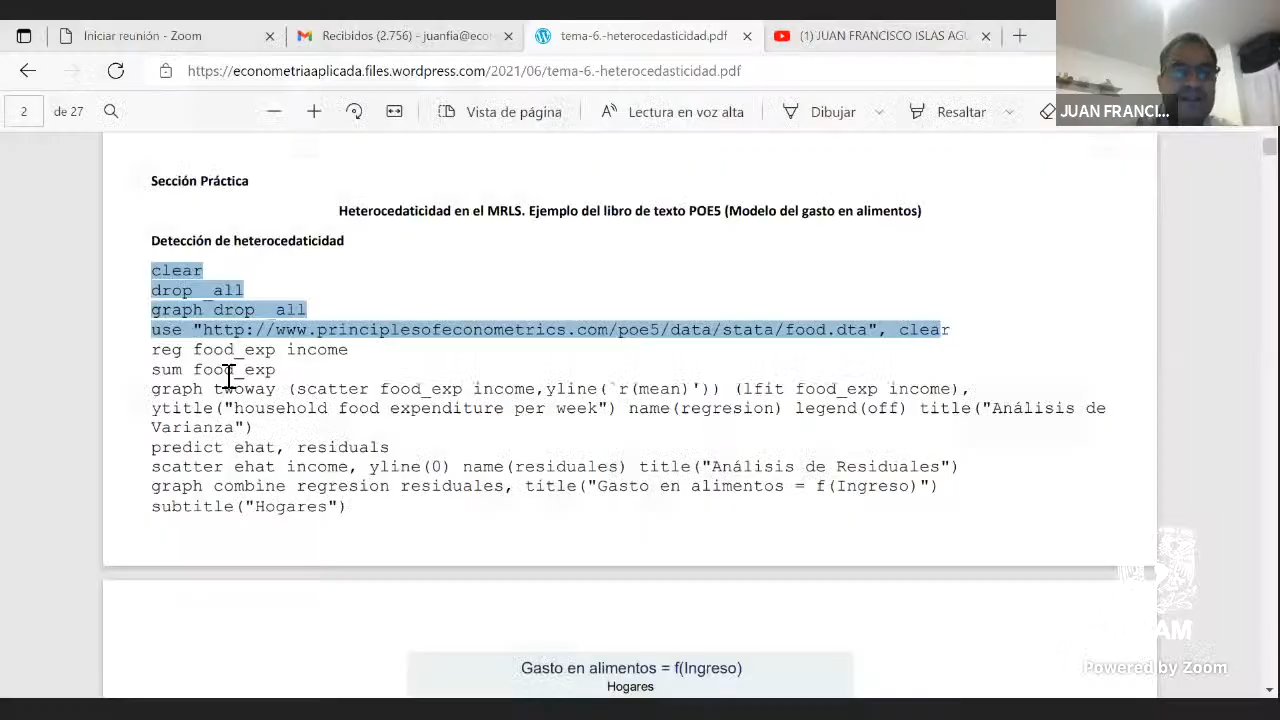 Iniciar reunión - Zoom
Recibidos (2.756) - juanfia@eco
tema-6.-heterocedasticidad.pdf
(1) JUAN FRANCISCO ISLAS AGU
https://econometriaaplicada.files.wordpress.com/2021/06/tema-6.-heterocedasticidad.pdf
2 de 27
Vista de página
Lectura en voz alta
Dibujar
Resaltar
JUAN FRANCI...
Sección Práctica
Heterocedaticidad en el MRLS. Ejemplo del libro de texto POE5 (Modelo del gasto en alimentos)
Detección de heterocedaticidad
clear
drop _all
graph drop _all
use "http://www.principlesofeconometrics.com/poe5/data/stata/food.dta", clear
reg food_exp income
sum food_exp
graph twoway (scatter food_exp income,yline(`r(mean)')) (lfit food_exp income),
ytitle("household food expenditure per week") name(regresion) legend(off) title("Análisis de
Varianza")
predict ehat, residuals
scatter ehat income, yline(0) name(residuales) title("Análisis de Residuales")
graph combine regresion residuales, title("Gasto en alimentos = f(Ingreso)")
subtitle("Hogares")
Gasto en alimentos = f(Ingreso)
Hogares
Powered by Zoom